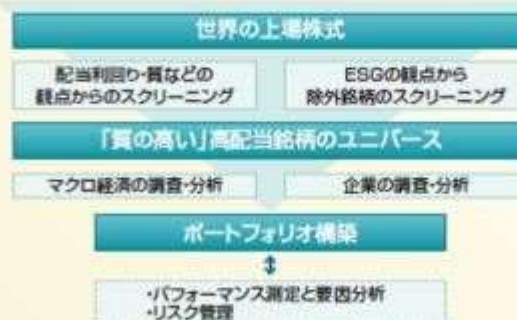 世界の上場株式
配当利回り・質などの
観点からのスクリーニング
ESGの観点から
除外銘柄のスクリーニング
「質の高い」高配当銘柄のユニバース
マクロ経済の調査・分析
企業の調査・分析
ポートフォリオ構築
・パフォーマンス測定と要因分析
・リスク管理